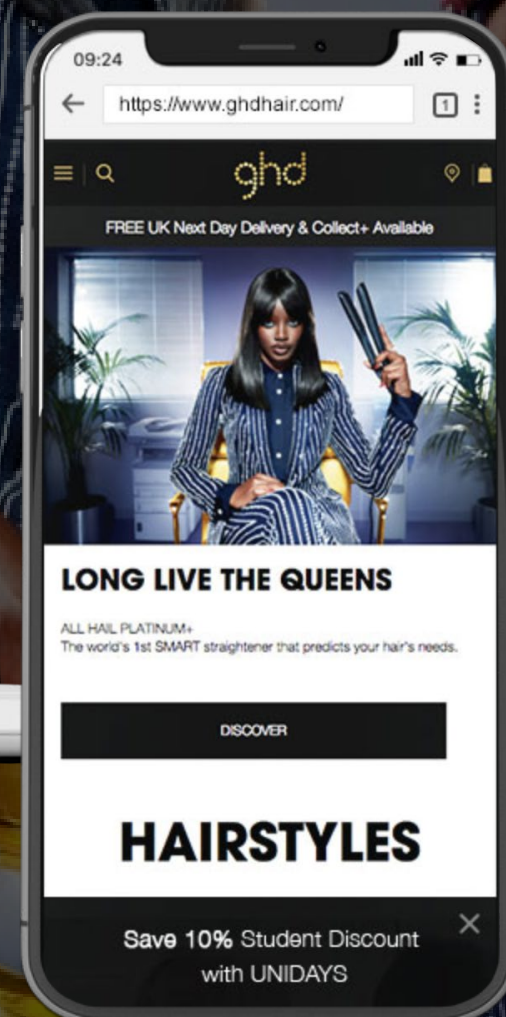 09:24
https://www.ghdhair.com/
1
ghd
FREE UK Next Day Delivery & Collect+ Available
LONG LIVE THE QUEENS
ALL HAIL PLATINUM+
The world's 1st SMART straightener that predicts your hair's needs.
DISCOVER
HAIRSTYLES
Save 10% Student Discount
with UNIDAYS